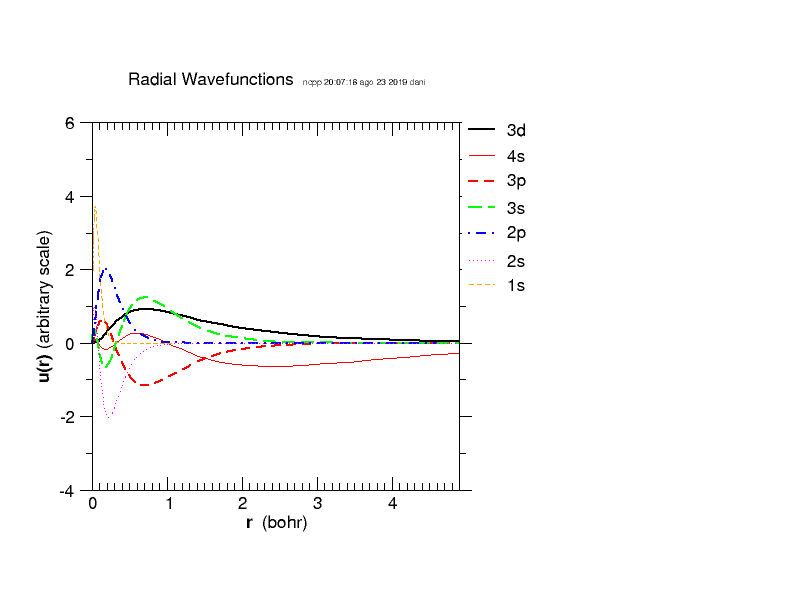 Radial Wavefunctions ncpp 20:07:16 ago 23 2019 dani
6
4
2
0
-2
-4
u(r) (arbitrary scale)
0 1 2 3 4
r (bohr)
3d
4s
3p
3s
2p
2s
1s